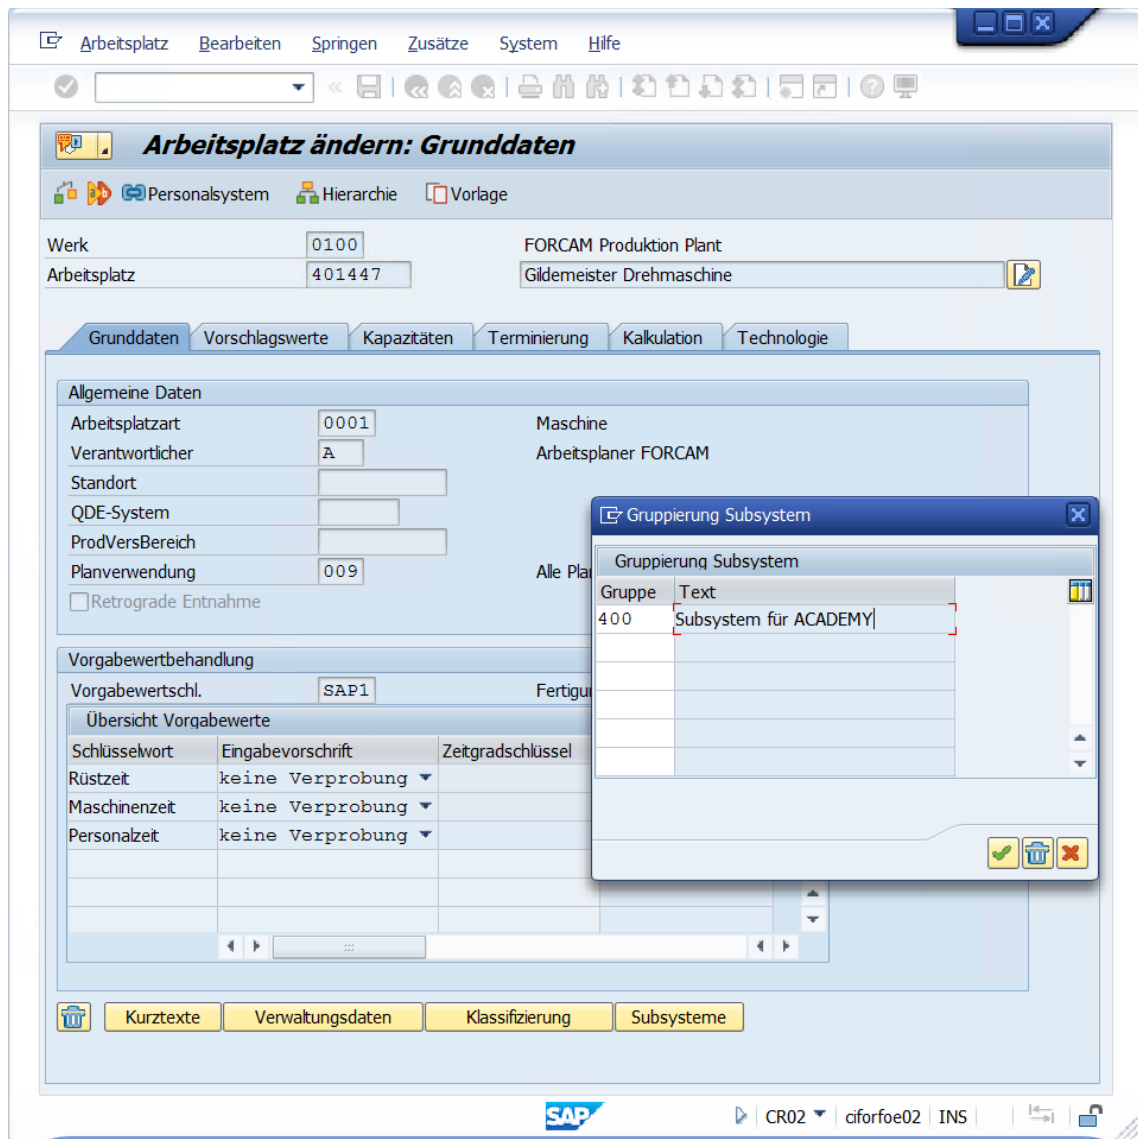 Arbeitsplatz Bearbeiten Springen Zusätze System Hilfe
Arbeitsplatz ändern: Grunddaten
Personalsystem Hierarchie Vorlage
Werk 0100 FORCAM Produktion Plant
Arbeitsplatz 401447 Gildemeister Drehmaschine
Grunddaten Vorschlagswerte Kapazitäten Terminierung Kalkulation Technologie
Allgemeine Daten
Arbeitsplatzart 0001 Maschine
Verantwortlicher A Arbeitsplaner FORCAM
Standort
QDE-System
ProdVersBereich
Planverwendung 009 Alle Pla
Retrograde Entnahme
Vorgabewertbehandlung
Vorgabewertschl. SAP1 Fertigu
Übersicht Vorgabewerte
Schlüsselwort Eingabevorschrift Zeitgradschlüssel
Rüstzeit keine Verprobung
Maschinenzeit keine Verprobung
Personalzeit keine Verprobung
Gruppierung Subsystem
Gruppierung Subsystem
Gruppe Text
400 Subsystem für ACADEMY
Kurztexte Verwaltungsdaten Klassifizierung Subsysteme
SAP CR02 ciforfoe02 INS